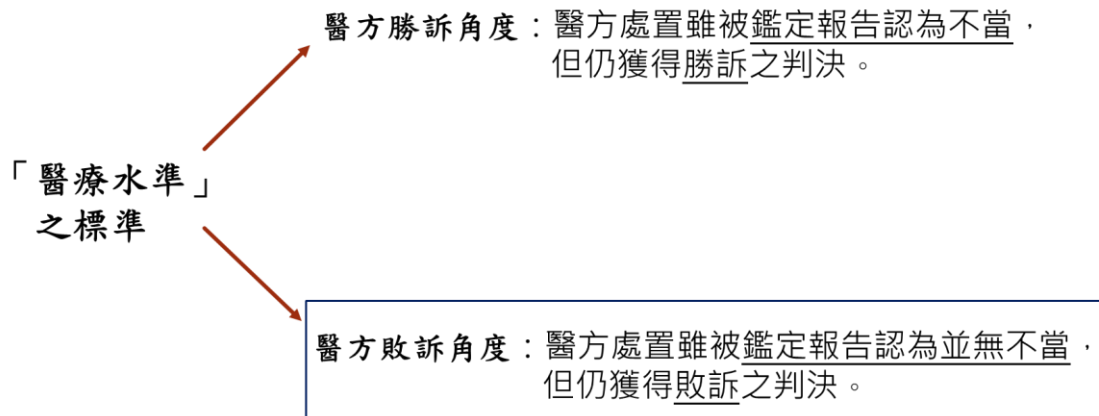 醫方勝訴角度：醫方處置雖被鑑定報告認為不當，
但仍獲得勝訴之判決。
「醫療水準」
之標準
醫方敗訴角度：醫方處置雖被鑑定報告認為並無不當，
但仍獲得敗訴之判決。